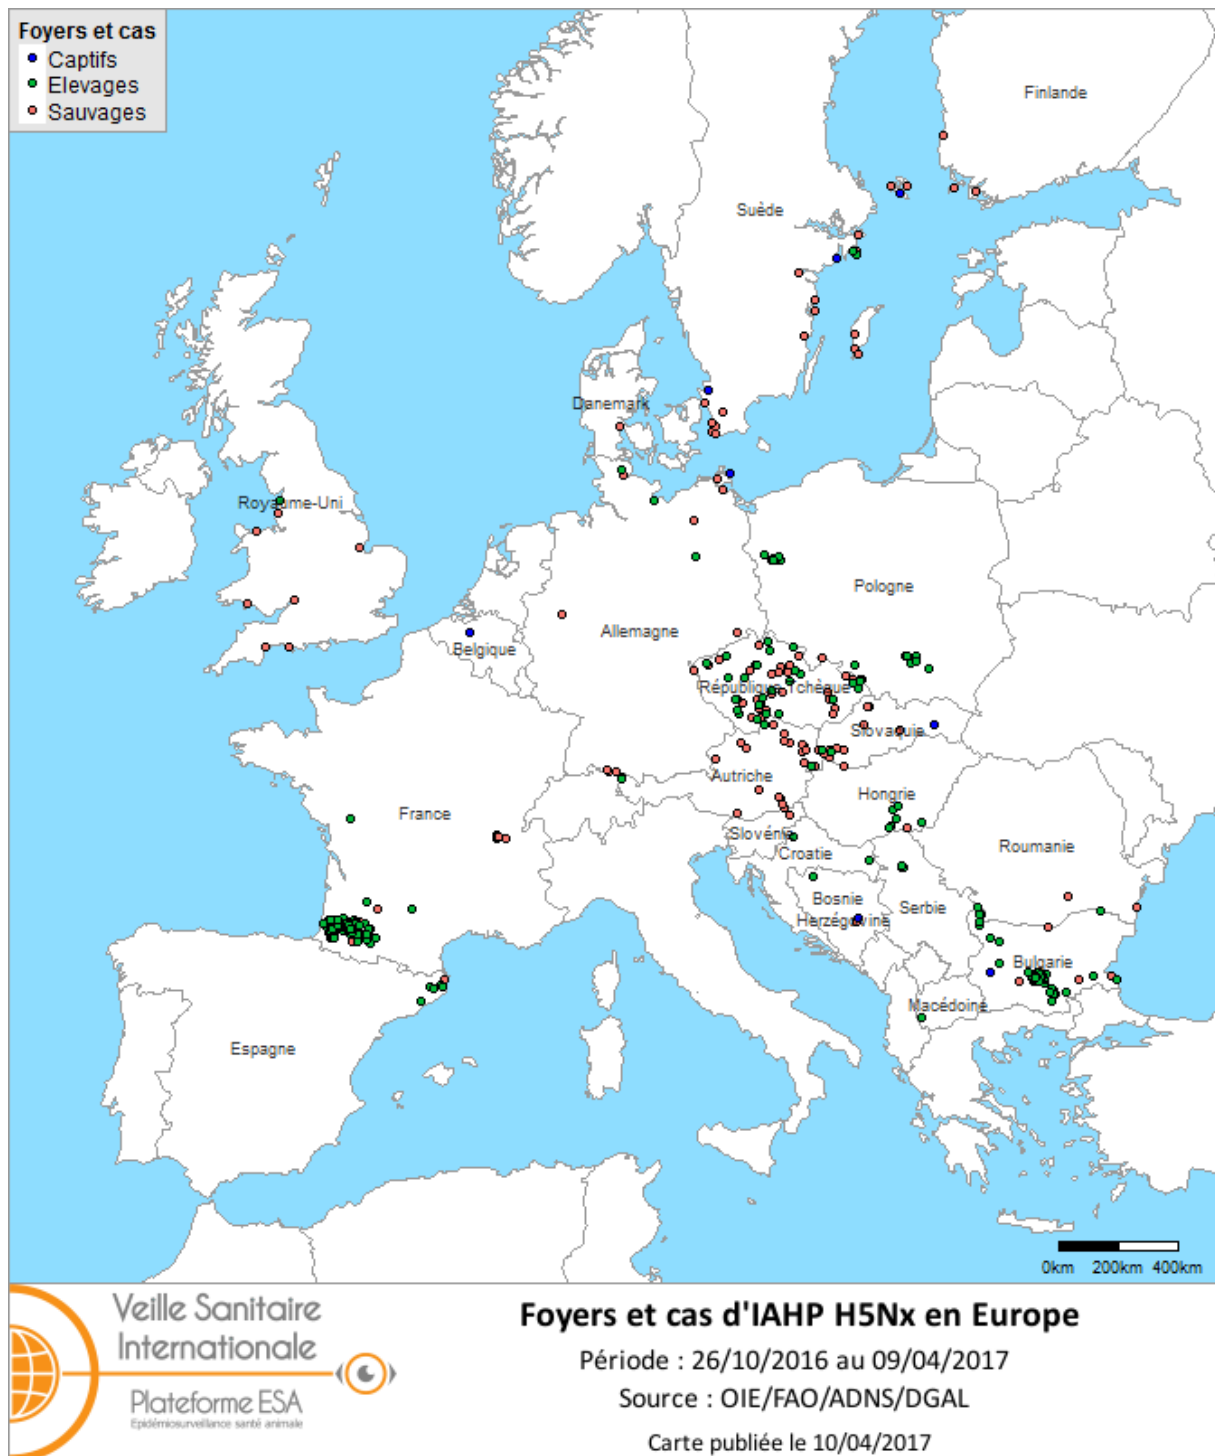 Foyers et cas
Captifs
Elevages
Sauvages
Finlande
Suède
Danemark
Royaume-Uni
Pologne
Allemagne
Belgique
République Tchèque
Slovaquie
Autriche
Hongrie
France
Slovénie
Croatie
Roumanie
Bosnie
Herzégovine
Serbie
Bulgarie
Macédoine
Espagne
0km 200km 400km
Veille Sanitaire
Internationale
Plateforme ESA
Epidémiosurveillance santé animale
Foyers et cas d'IAHP H5Nx en Europe
Période : 26/10/2016 au 09/04/2017
Source : OIE/FAO/ADNS/DGAL
Carte publiée le 10/04/2017